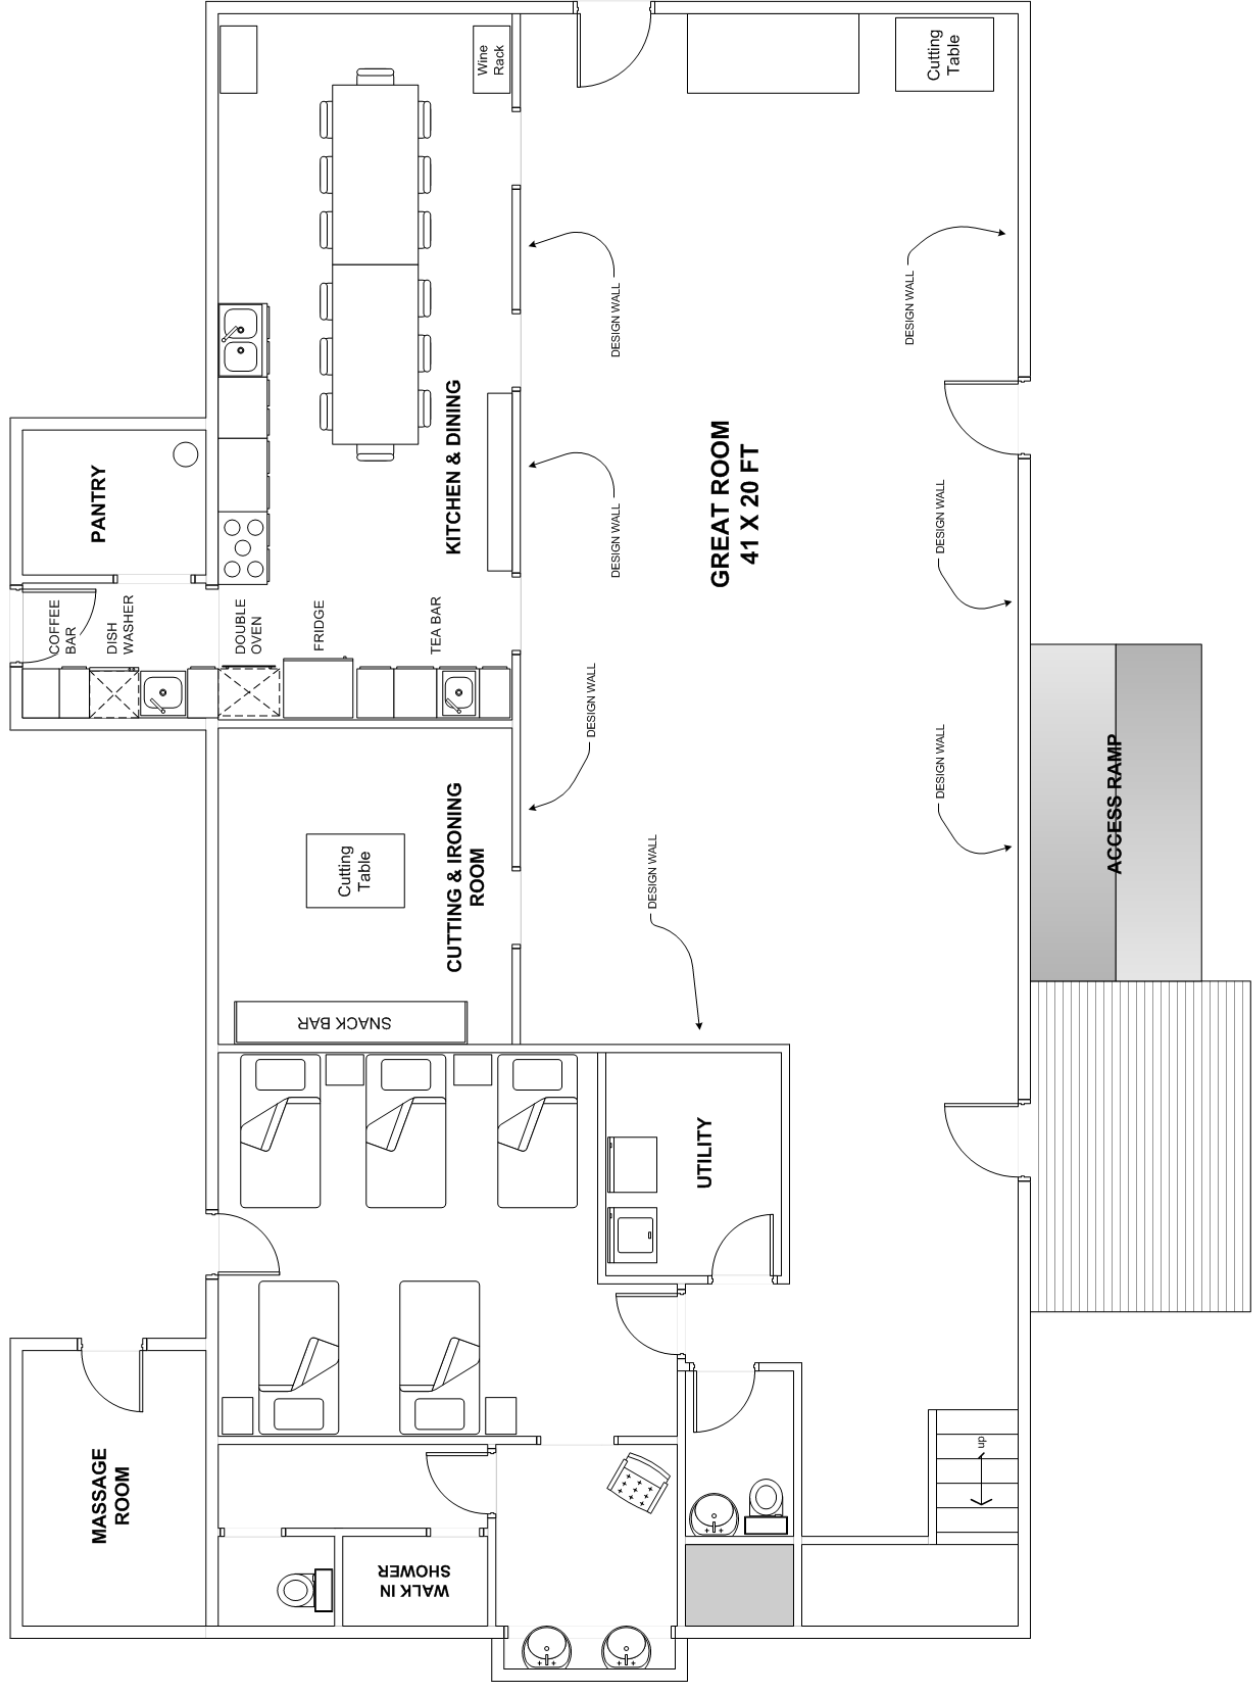 Wine
Rack
Cutting
Table
DESIGN WALL
DESIGN WALL
KITCHEN & DINING
PANTRY
GREAT ROOM
41 X 20 FT
DESIGN WALL
DESIGN WALL
COFFEE
BAR
DISH
WASHER
DOUBLE
OVEN
FRIDGE
TEA BAR
DESIGN WALL
DESIGN WALL
ACCESS RAMP
CUTTING & IRONING
ROOM
Cutting
Table
DESIGN WALL
SNACK BAR
UTILITY
MASSAGE
ROOM
up
WALK IN
SHOWER